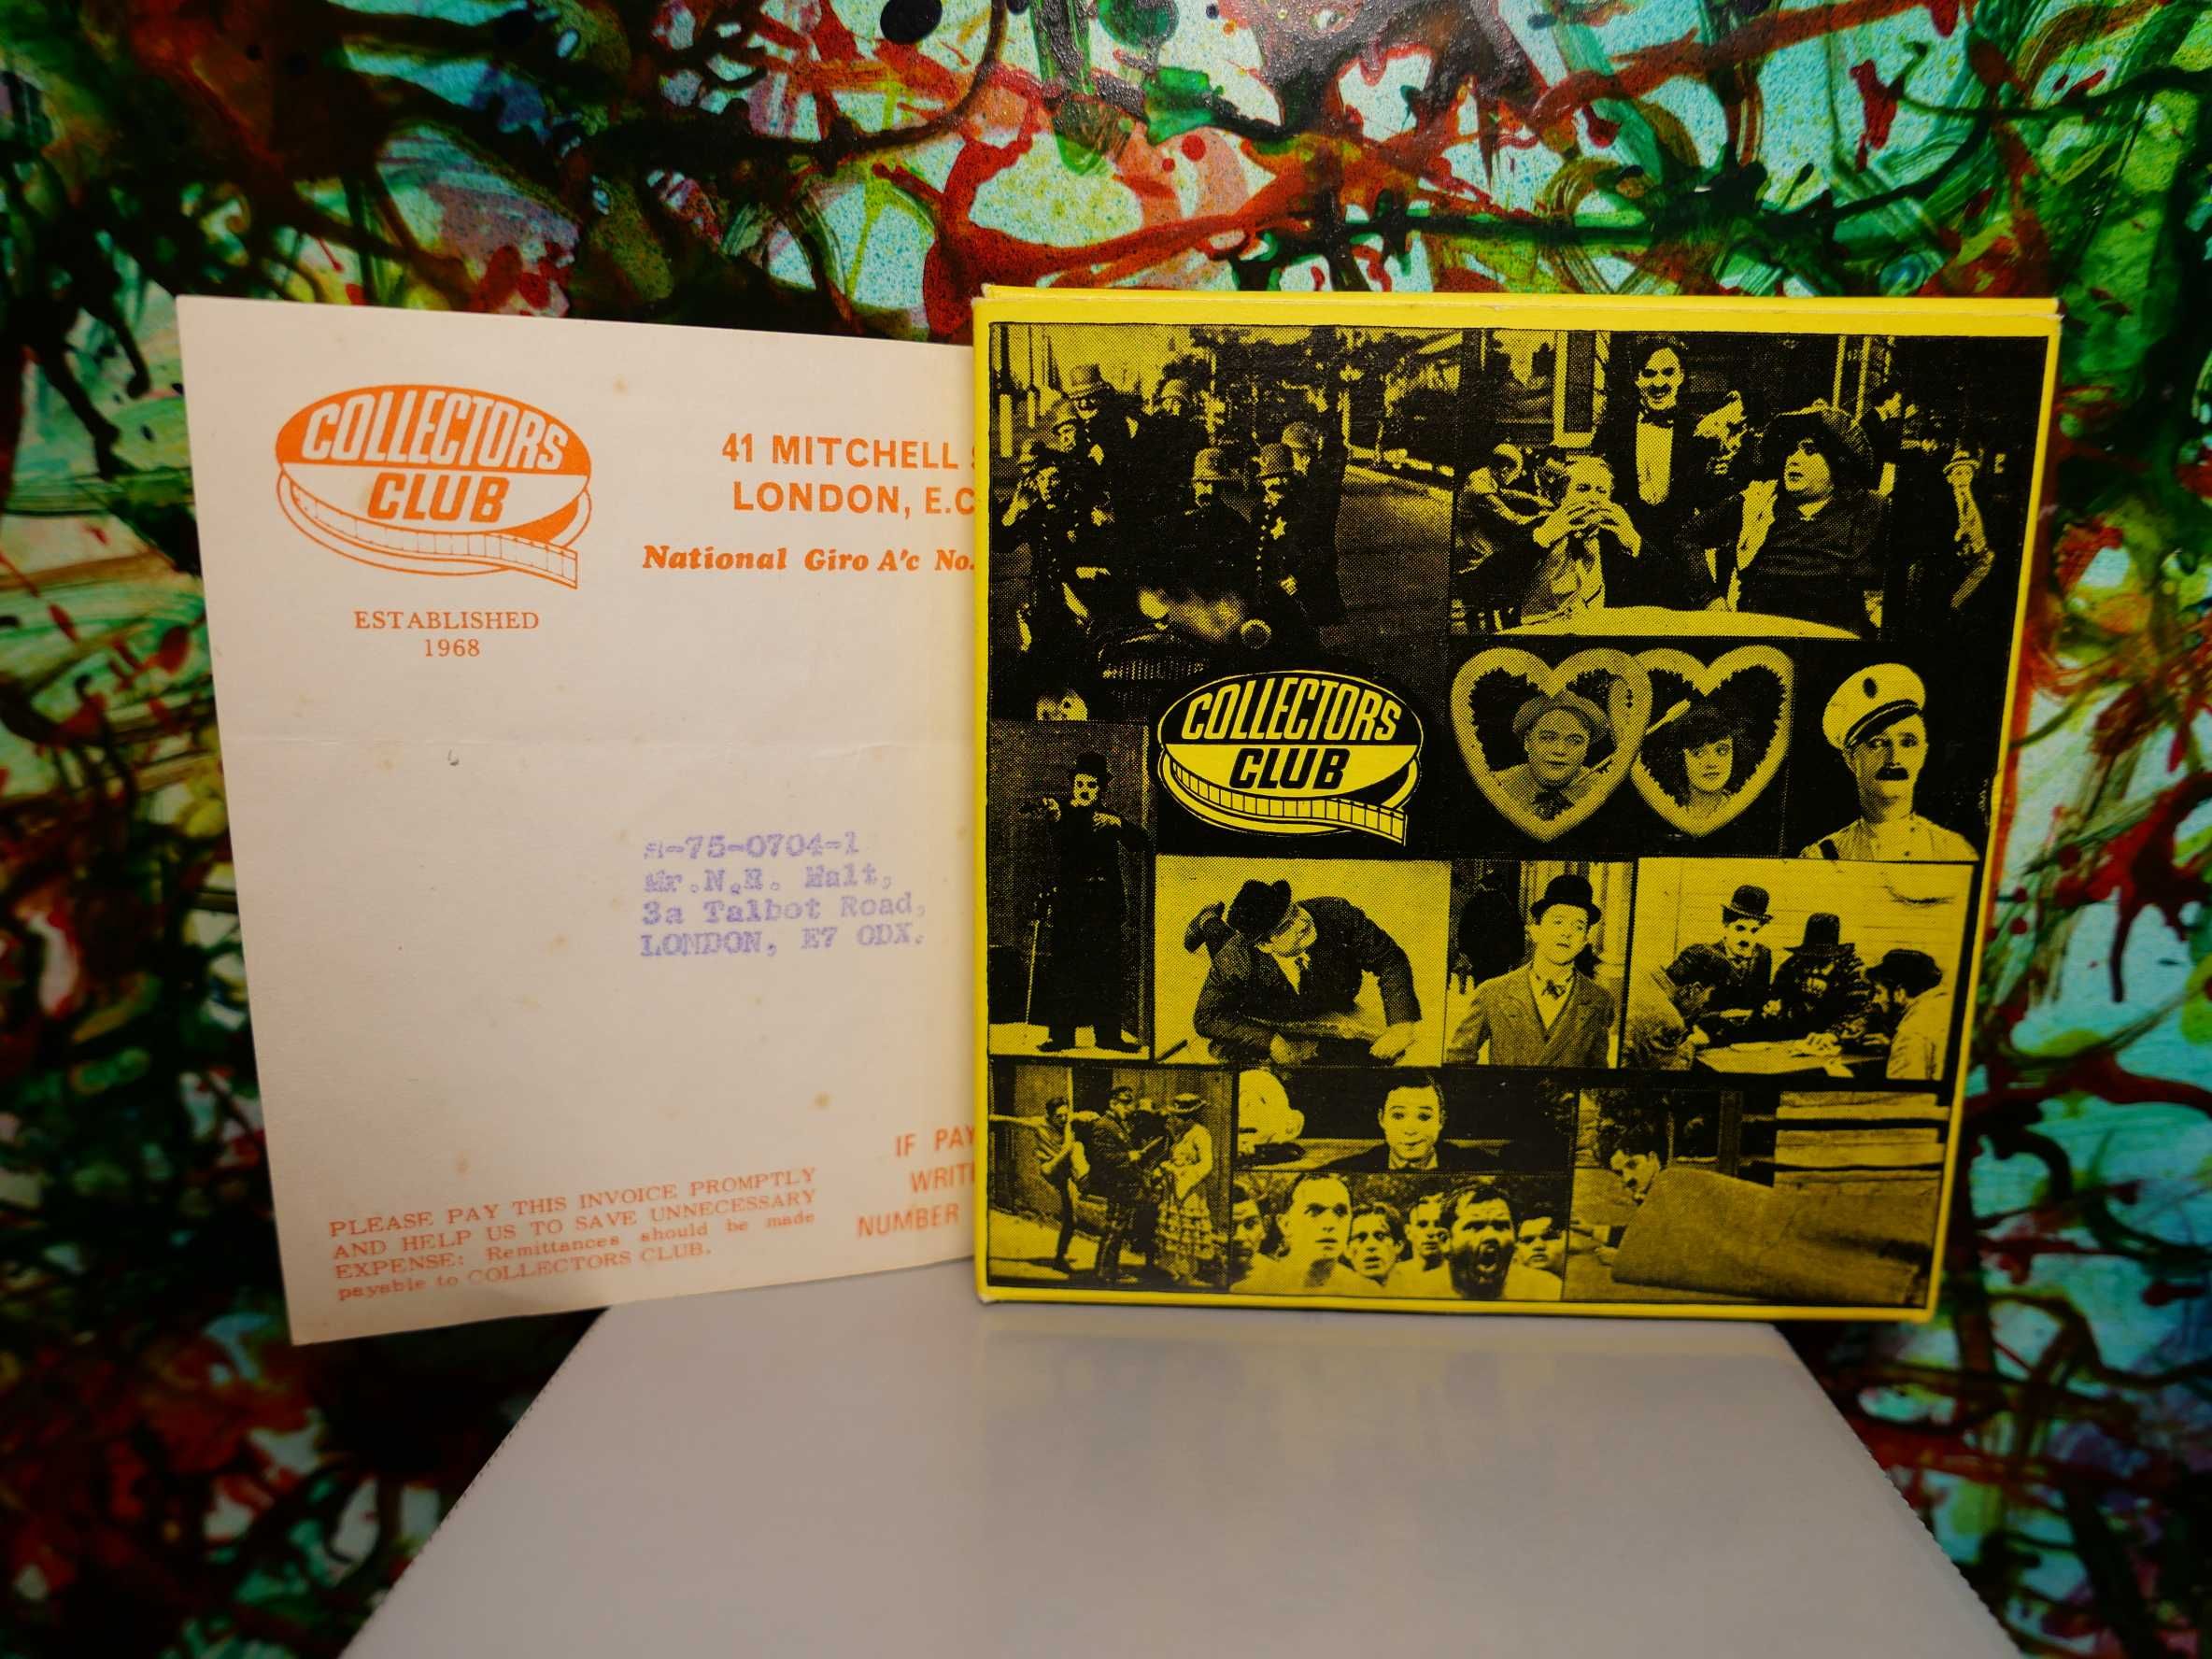 COLLECTORS
CLUB
ESTABLISHED
1968
41 MITCHELL
LONDON, E.C
National Giro A'c No.
-75-0704-1
Mr.N.E. Malt,
3a Talbot Road,
LONDON, E7 ODX.
PLEASE PAY THIS INVOICE PROMPTLY
AND HELP US TO SAVE UNNECESSARY
EXPENSE: Remittances should be made
payable to COLLECTORS CLUB.
IF PAY
WRIT
NUMBER
COLLECTORS
CLUB